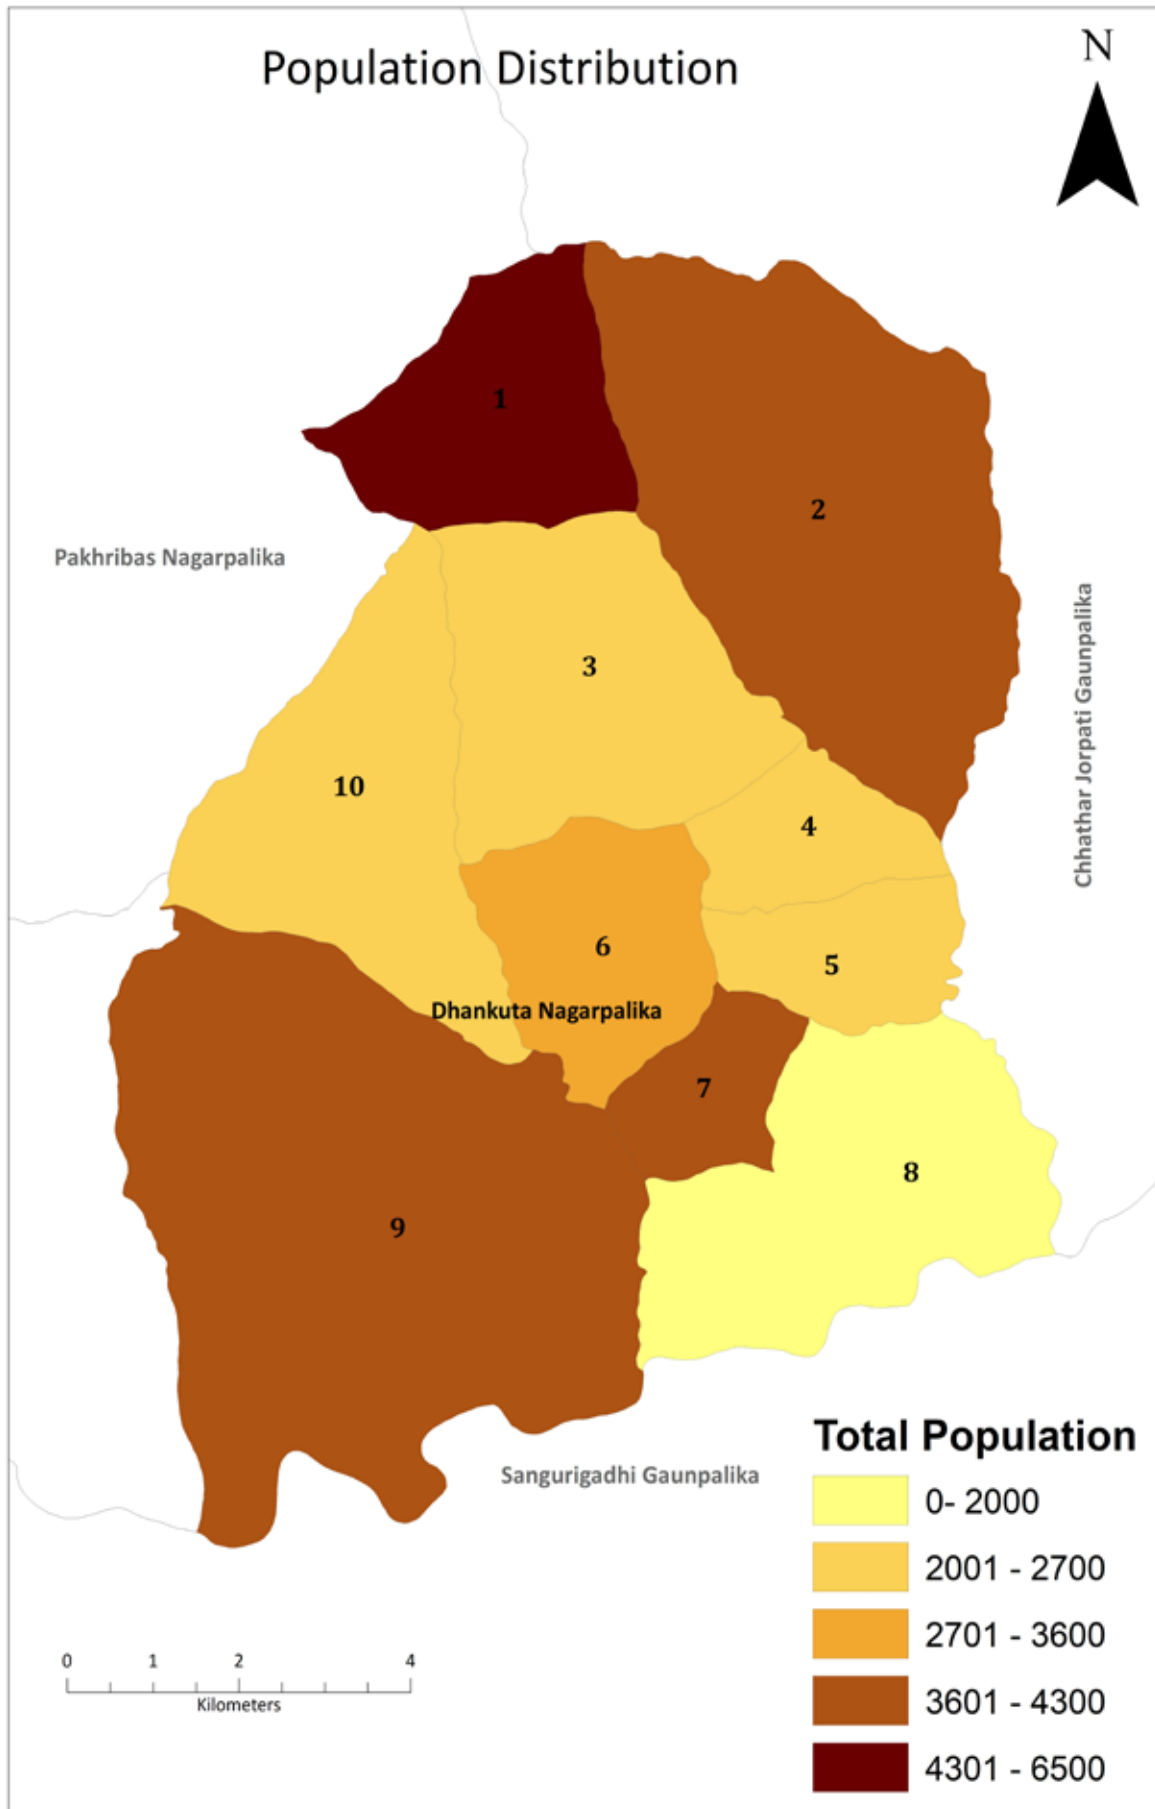 Population Distribution
N
1
2
Pakhribas Nagarpalika
Chhathar Jorpati Gaunpalika
3
10
4
6
5
Dhankuta Nagarpalika
7
8
9
Sangurigadhi Gaunpalika
Total Population
0- 2000
2001 - 2700
2701 - 3600
3601 - 4300
4301 - 6500
0 1 2 4
Kilometers